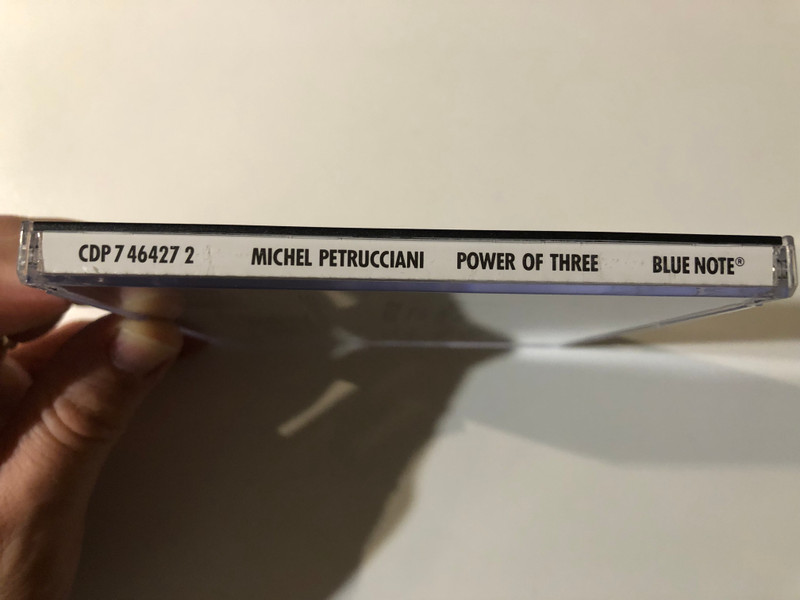 CDP 7 46427 2 MICHEL PETRUCCIANI POWER OF THREE BLUE NOTE®